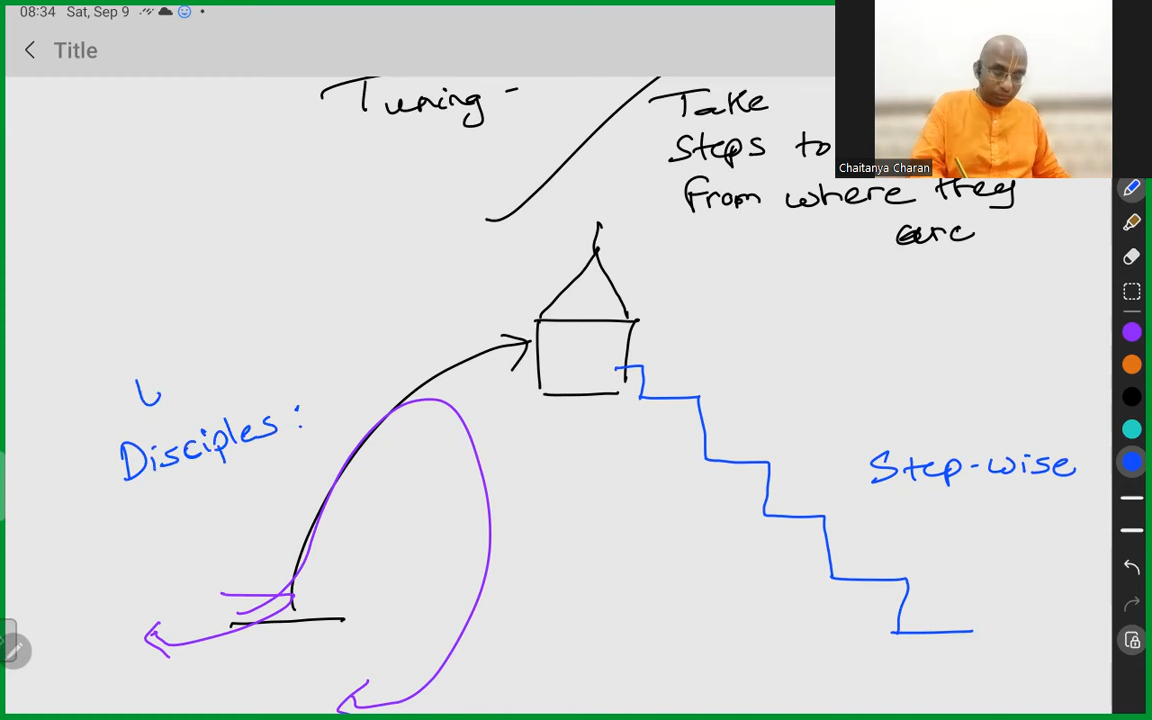 08:34 Sat, Sep 9
Title
Tuning -
Take
Steps to
From where they
are
Chaitanya Charan
Disciples:
Step-wise